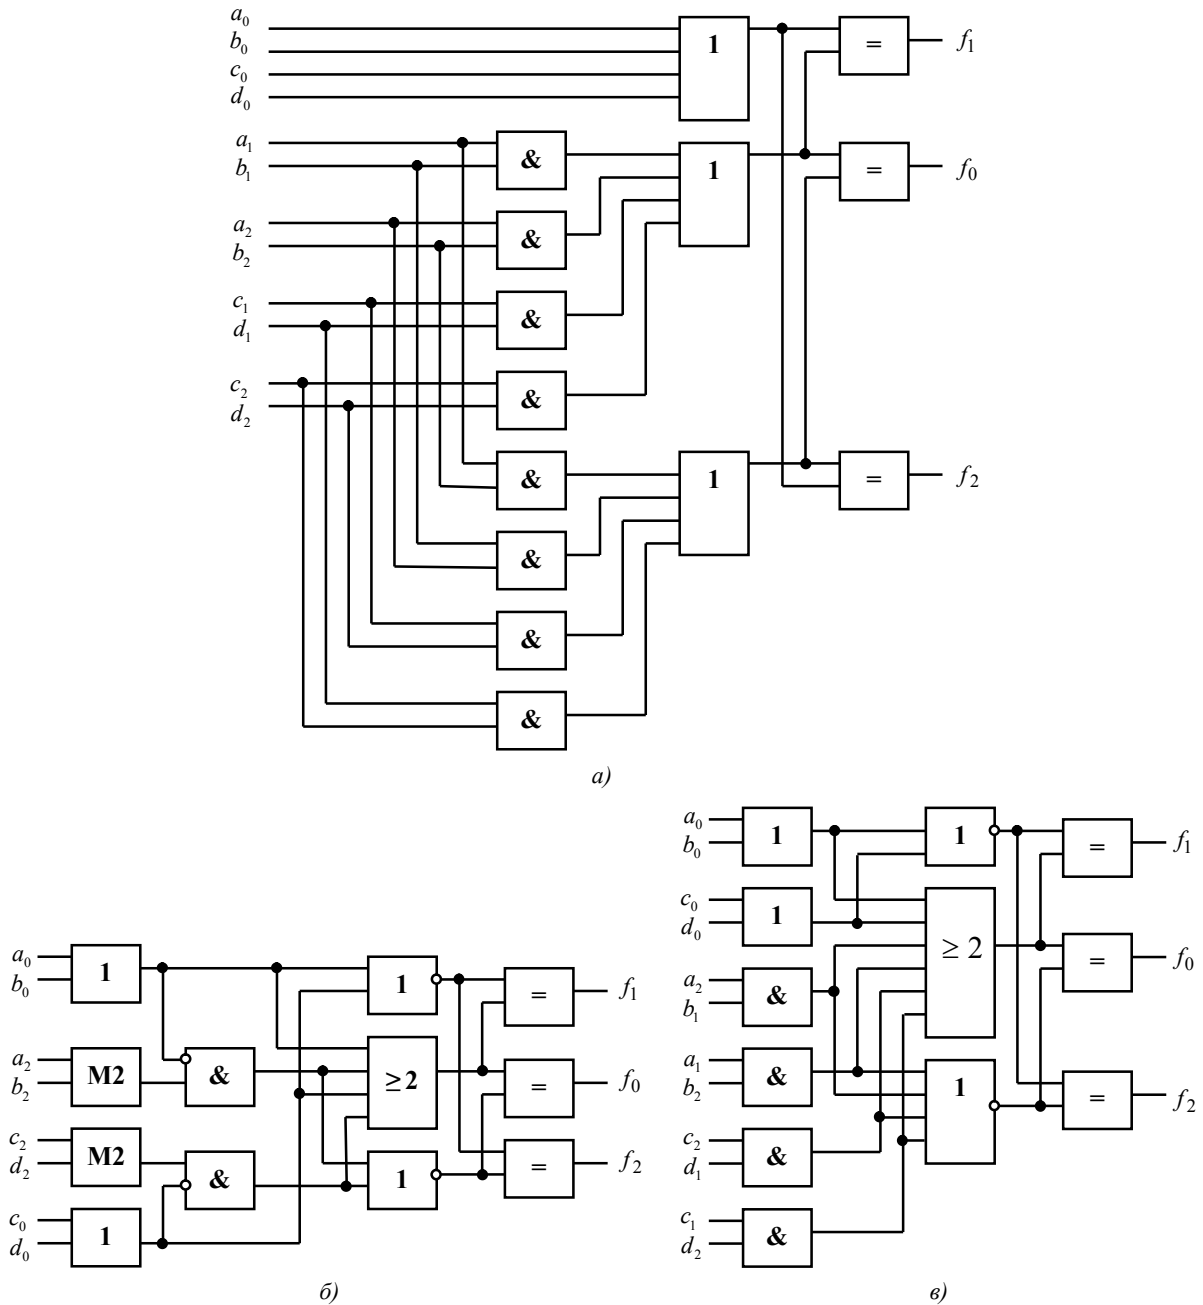 a₀
b₀
c₀
d₀
1
=
f₁
a₁
b₁
&
1
=
f₀
a₂
b₂
&
c₁
d₁
&
c₂
d₂
&
&
1
=
f₂
&
&
&
а)
a₀
b₀
1
a₂
b₂
M2
&
c₂
d₂
M2
&
c₀
d₀
1
1
≥2
1
=
f₁
=
f₀
=
f₂
б)
a₀
b₀
1
c₀
d₀
1
a₂
b₁
&
a₁
b₂
&
c₂
d₁
&
c₁
d₂
&
1
≥ 2
1
=
f₁
=
f₀
=
f₂
в)